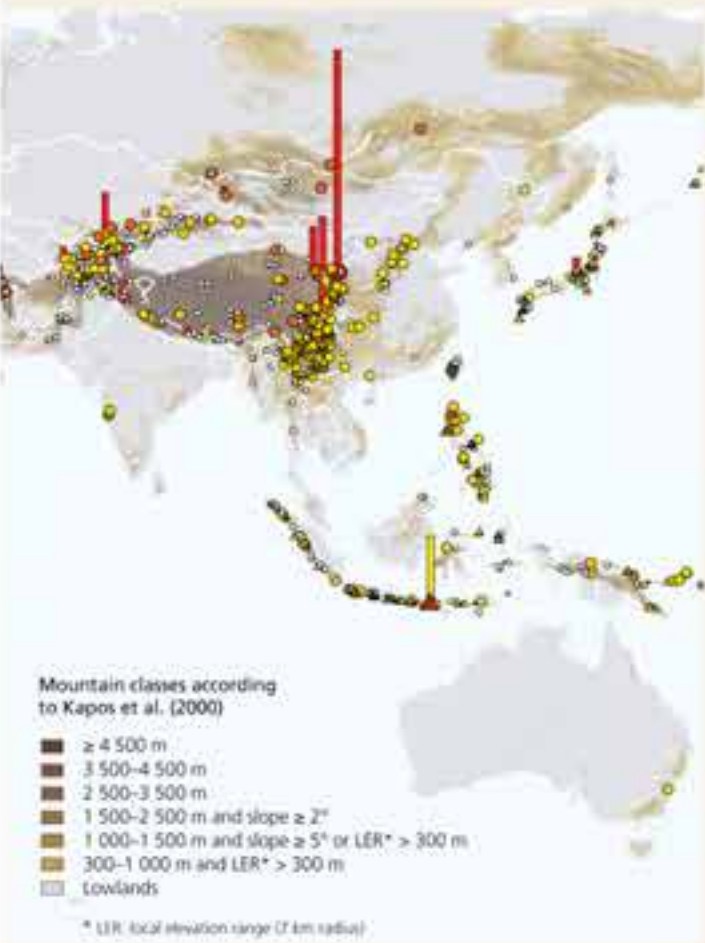 Mountain classes according
to Kapos et al. (2000)
≥ 4 500 m
3 500–4 500 m
2 500–3 500 m
1 500–2 500 m and slope ≥ 2°
1 000–1 500 m and slope ≥ 5° or LER* > 300 m
300–1 000 m and LER* > 300 m
Lowlands
* LER: local elevation range (7 km radius)